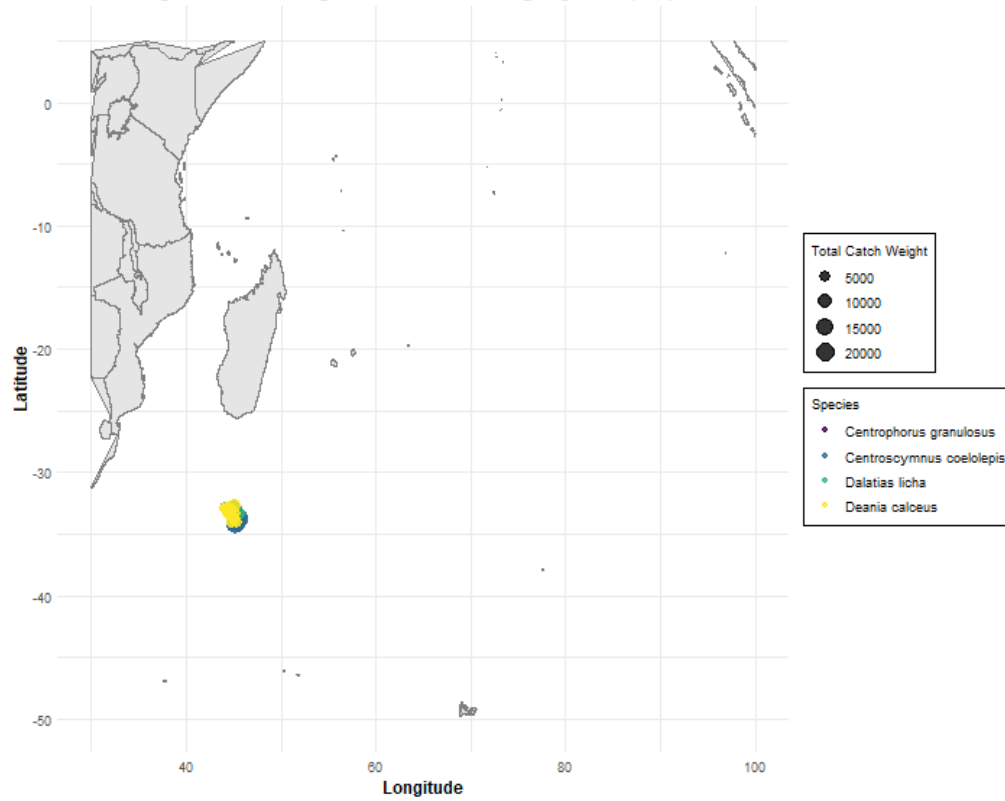 0
-10
-20
-30
-40
-50
Latitude
40
60
80
100
Longitude
Total Catch Weight
5000
10000
15000
20000
Species
Centrophorus granulosus
Centroscymnus coelolepis
Dalatias licha
Deania calceus